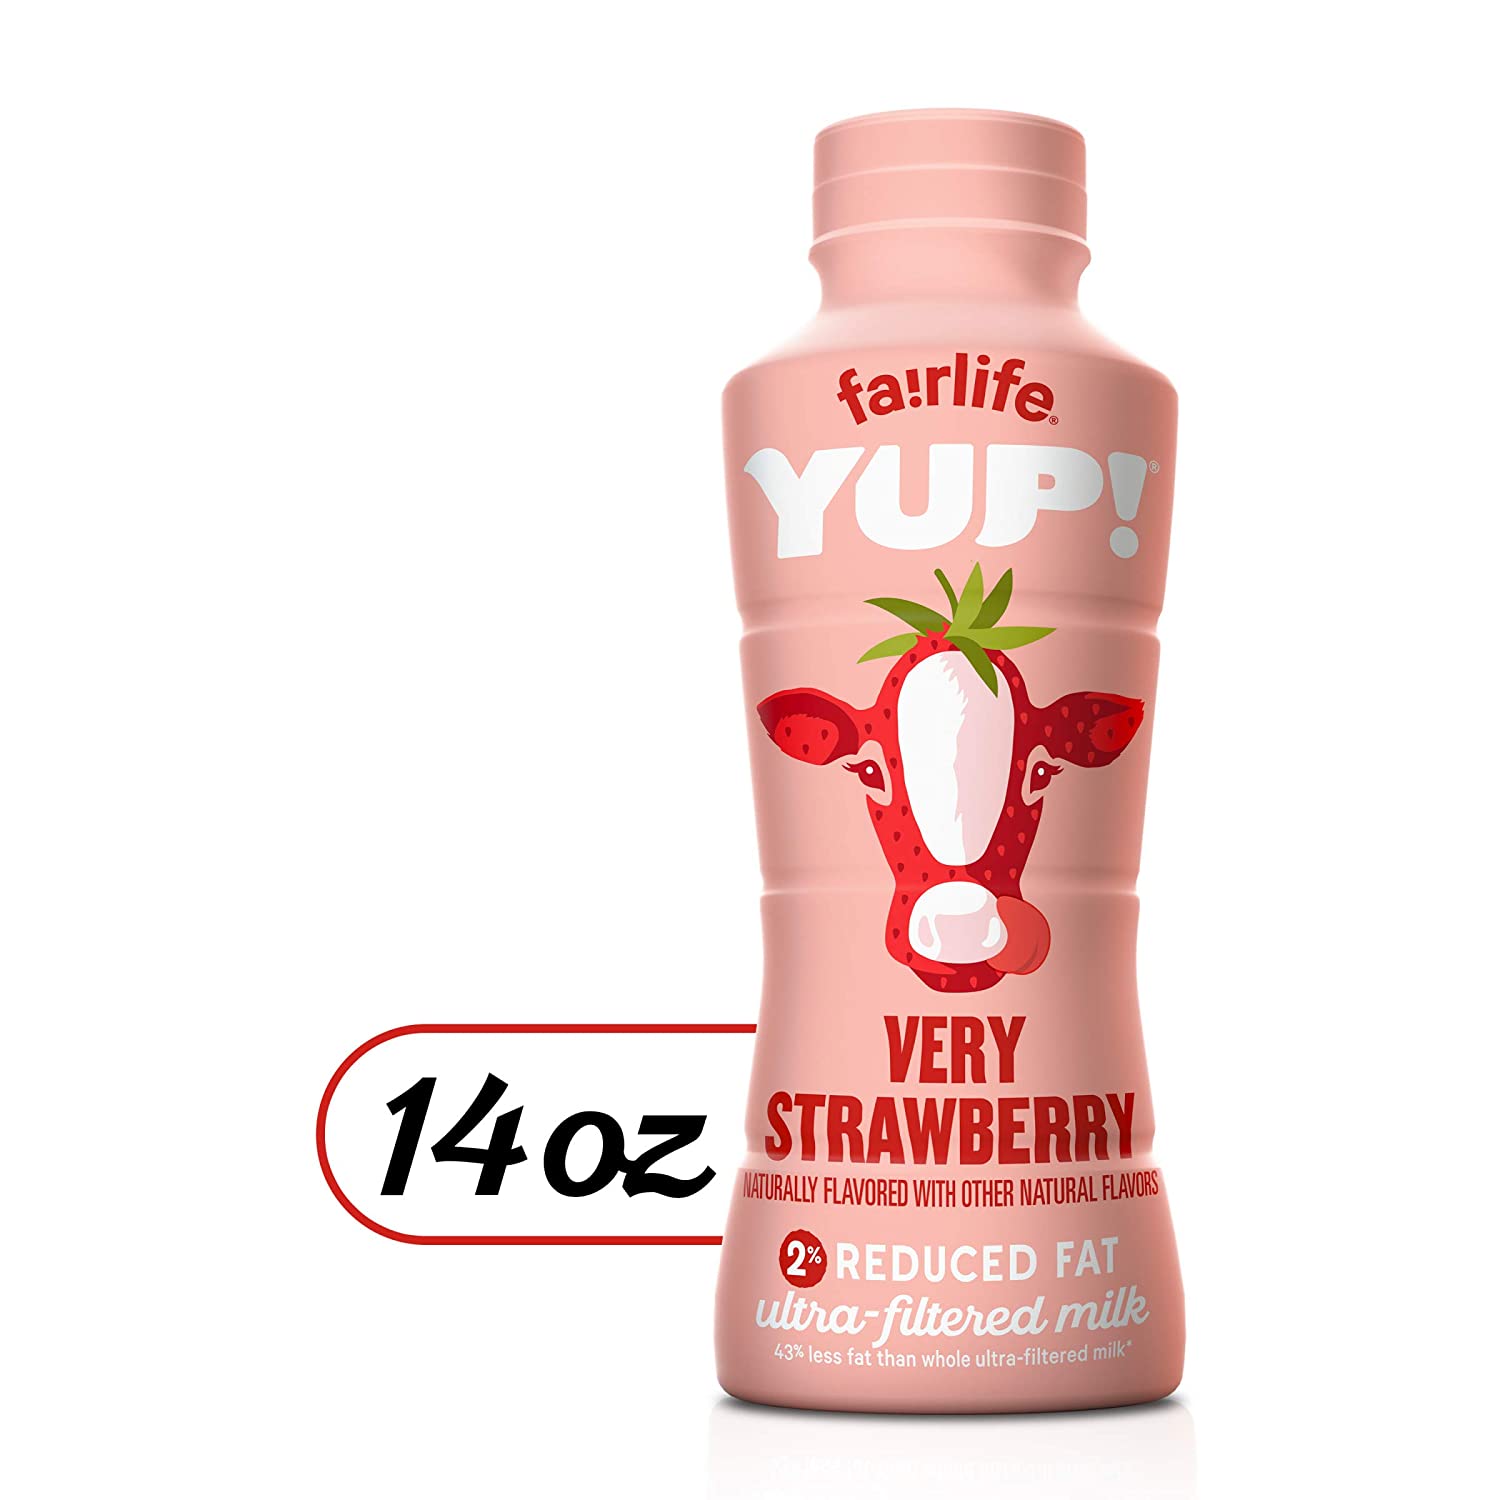 fa!rlife®
YUP!®
VERY
STRAWBERRY
NATURALLY FLAVORED WITH OTHER NATURAL FLAVORS
2% REDUCED FAT
ultra-filtered milk
43% less fat than whole ultra-filtered milk*
14oz